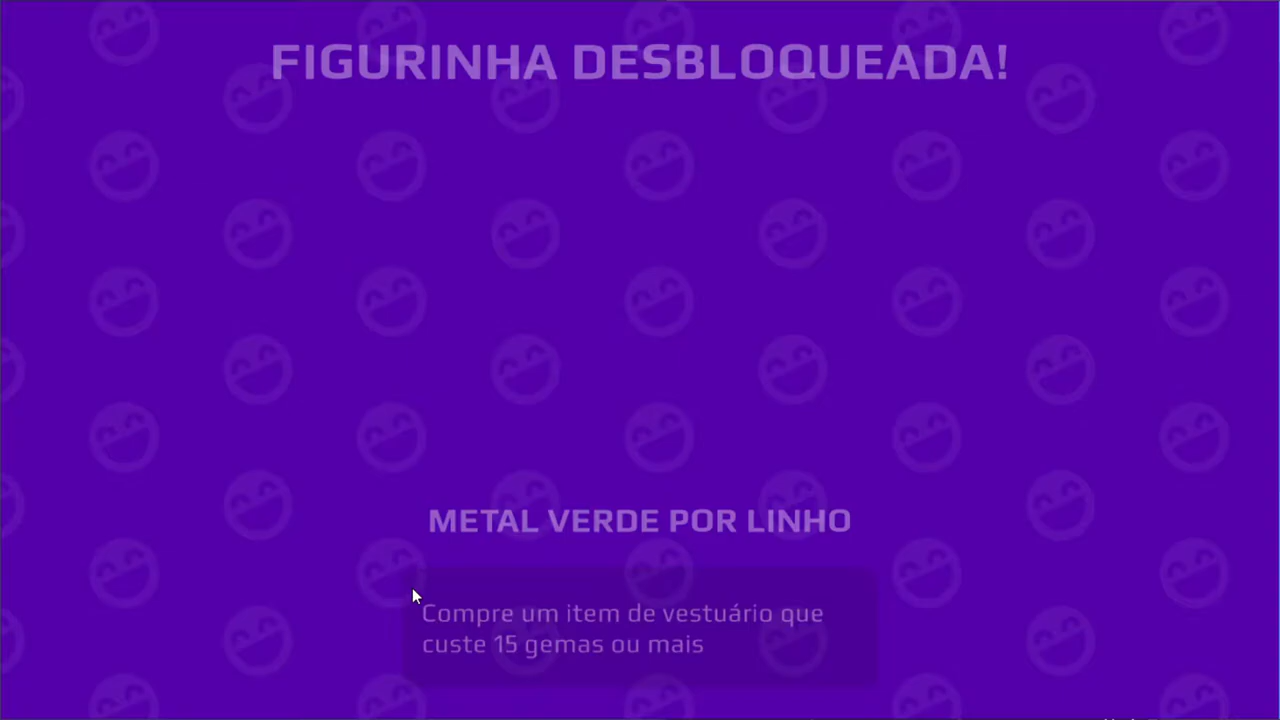 FIGURINHA DESBLOQUEADA!
METAL VERDE POR LINHO
Compre um item de vestuário que
custe 15 gemas ou mais